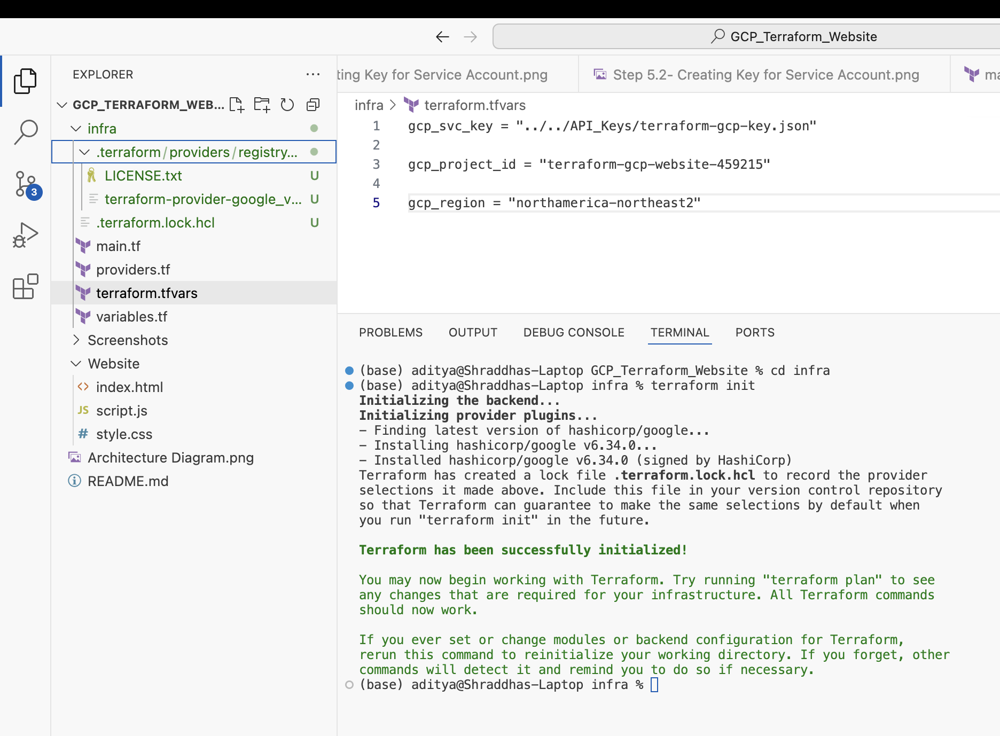 GCP_Terraform_Website
EXPLORER
ting Key for Service Account.png
Step 5.2- Creating Key for Service Account.png
ma
GCP_TERRAFORM_WEB...
infra
.terraform/providers/registry...
LICENSE.txt U
terraform-provider-google_v... U
.terraform.lock.hcl U
main.tf
providers.tf
terraform.tfvars
variables.tf
Screenshots
Website
index.html
JS script.js
# style.css
Architecture Diagram.png
README.md
3
infra > terraform.tfvars
1 gcp_svc_key = "../../API_Keys/terraform-gcp-key.json"
2
3 gcp_project_id = "terraform-gcp-website-459215"
4
5 gcp_region = "northamerica-northeast2"
PROBLEMS OUTPUT DEBUG CONSOLE TERMINAL PORTS
(base) aditya@Shraddhas-Laptop GCP_Terraform_Website % cd infra
(base) aditya@Shraddhas-Laptop infra % terraform init
Initializing the backend...
Initializing provider plugins...
- Finding latest version of hashicorp/google...
- Installing hashicorp/google v6.34.0...
- Installed hashicorp/google v6.34.0 (signed by HashiCorp)
Terraform has created a lock file .terraform.lock.hcl to record the provider
selections it made above. Include this file in your version control repository
so that Terraform can guarantee to make the same selections by default when
you run "terraform init" in the future.
Terraform has been successfully initialized!
You may now begin working with Terraform. Try running "terraform plan" to see
any changes that are required for your infrastructure. All Terraform commands
should now work.
If you ever set or change modules or backend configuration for Terraform,
rerun this command to reinitialize your working directory. If you forget, other
commands will detect it and remind you to do so if necessary.
(base) aditya@Shraddhas-Laptop infra %